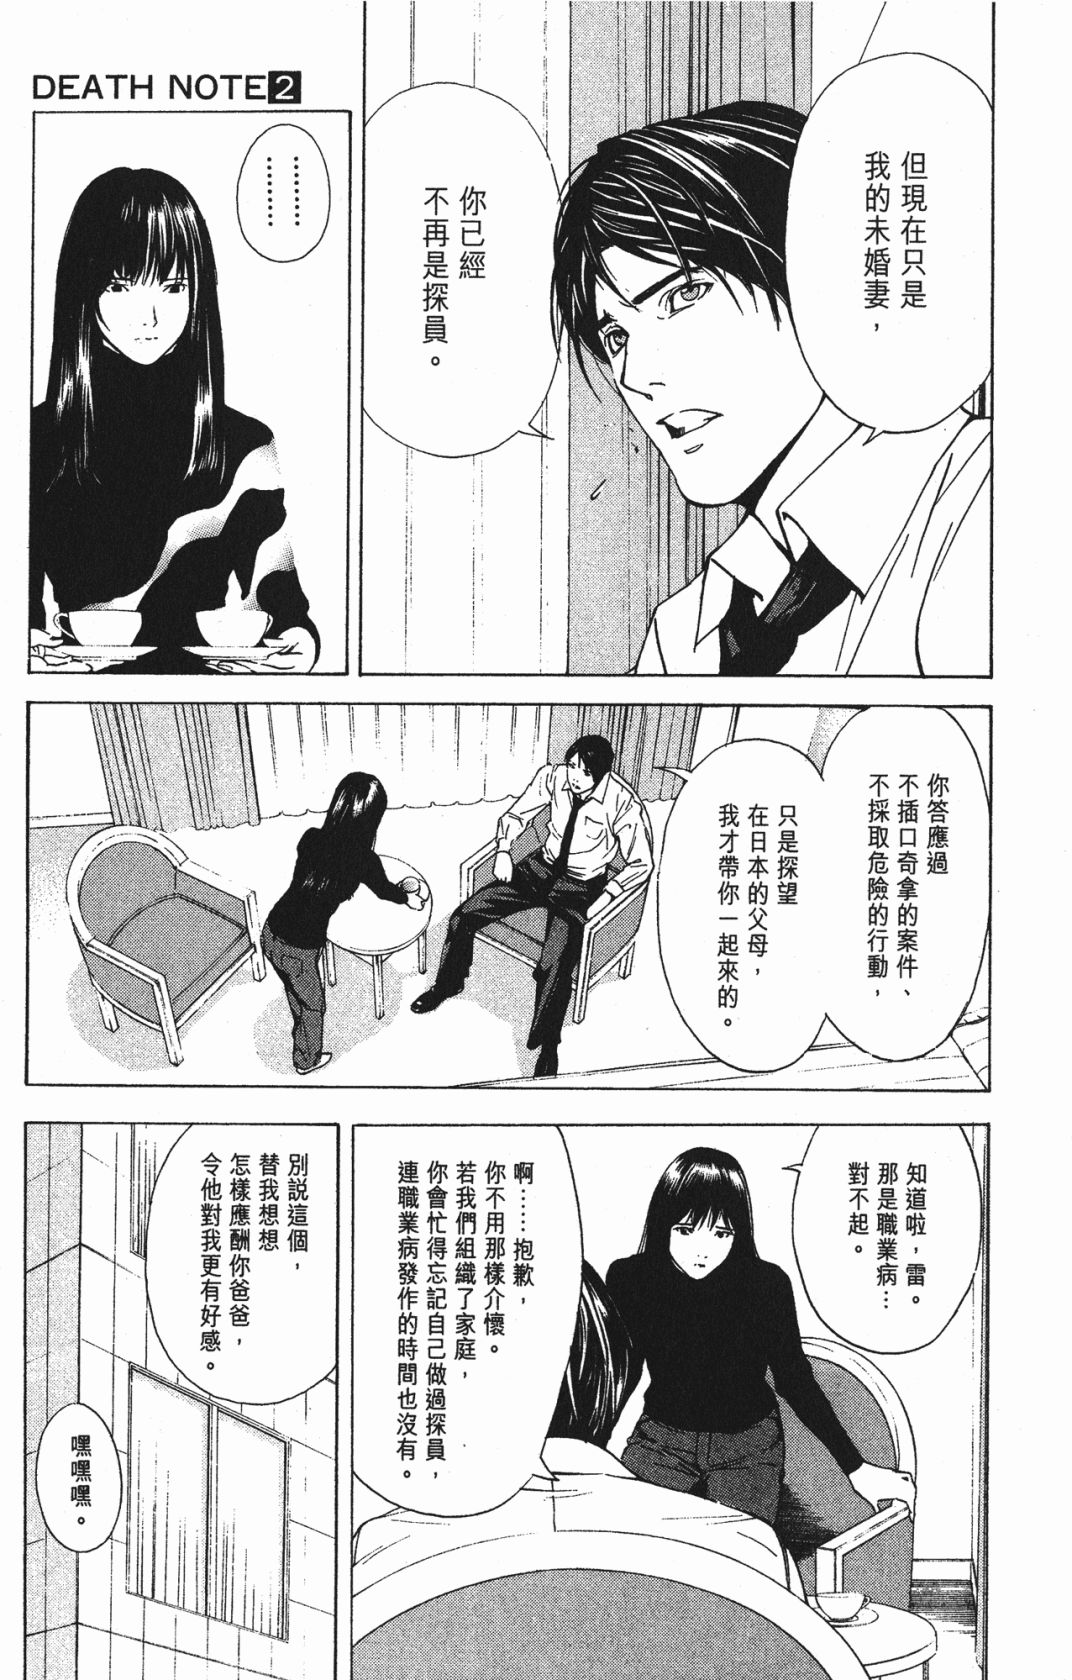 DEATH NOTE2
但現在只是
我的未婚妻，
你已經
不再是探員。
⋯⋯⋯
⋯⋯⋯
你答應過
不插口奇拿的案件、
不採取危險的行動，
只是探望
在日本的父母，
我才帶你一起來的。
知道啦，雷。
那是職業病…
對不起。
啊……抱歉，
你不用那樣介懷。
若我們組織了家庭，
你會忙得忘記自己做過探員，
連職業病發作的時間也沒有。
別説這個，
替我想想
怎樣應酬你爸爸，
令他對我更有好感。
嘿嘿嘿。